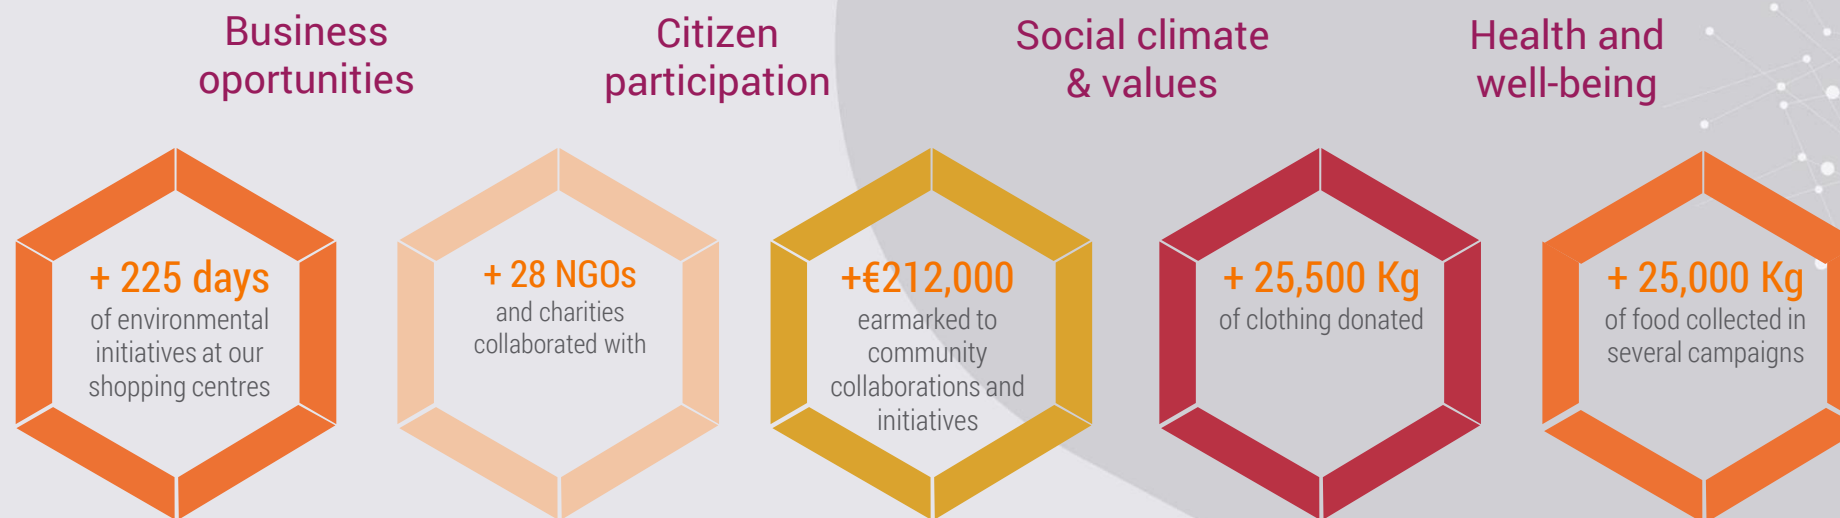 Business
oportunities
Citizen
participation
Social climate
& values
Health and
well-being
+ 225 days
of environmental
initiatives at our
shopping centres
+ 28 NGOs
and charities
collaborated with
+€212,000
earmarked to
community
collaborations and
initiatives
+ 25,500 Kg
of clothing donated
+ 25,000 Kg
of food collected in
several campaigns